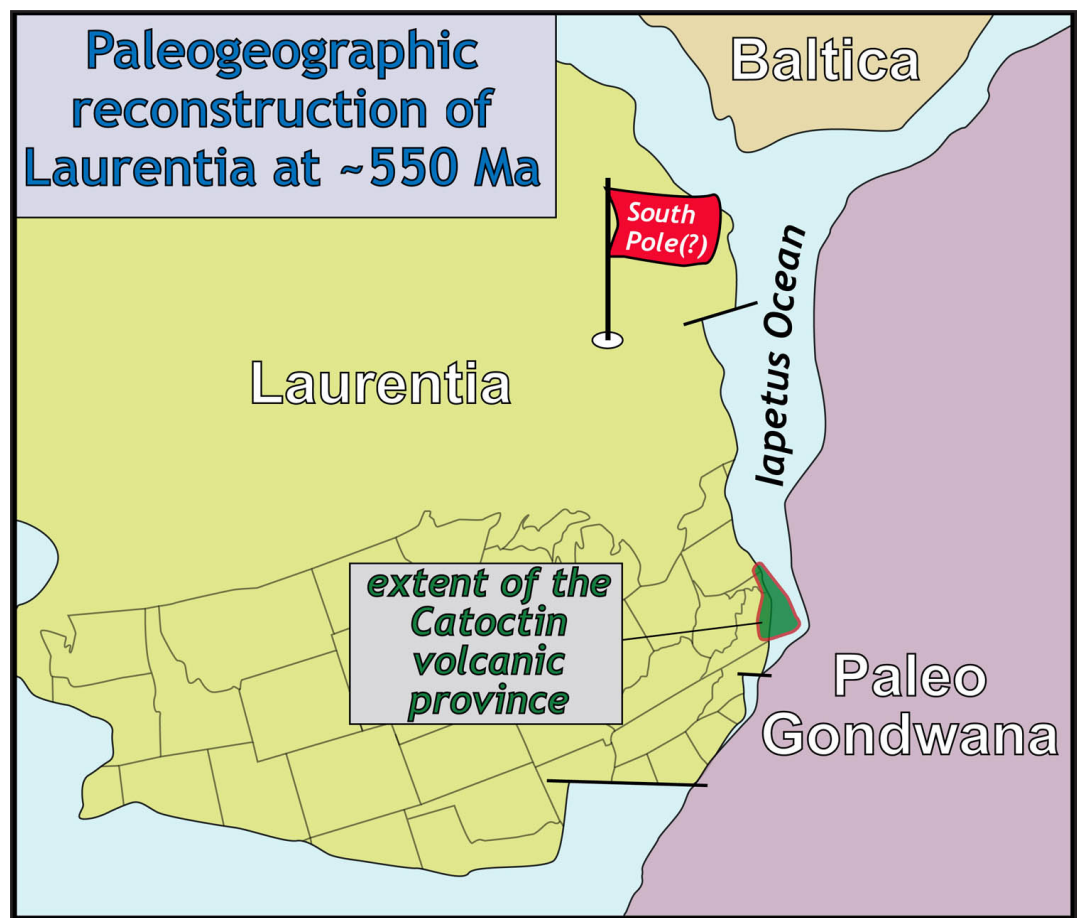 Paleogeographic
reconstruction of
Laurentia at ~550 Ma
Baltica
South
Pole(?)
Iapetus Ocean
Laurentia
extent of the
Catoctin
volcanic
province
Paleo
Gondwana